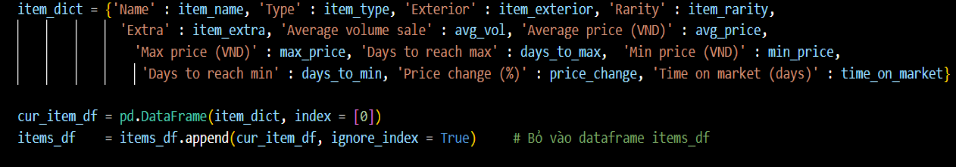 item_dict = {'Name' : item_name, 'Type' : item_type, 'Exterior' : item_exterior, 'Rarity' : item_rarity,
'Extra' : item_extra, 'Average volume sale' : avg_vol, 'Average price (VND)' : avg_price,
'Max price (VND)' : max_price, 'Days to reach max' : days_to_max, 'Min price (VND)' : min_price,
'Days to reach min' : days_to_min, 'Price change (%)' : price_change, 'Time on market (days)' : time_on_market}
cur_item_df = pd.DataFrame(item_dict, index = [0])
items_df = items_df.append(cur_item_df, ignore_index = True) # Bỏ vào dataframe items_df